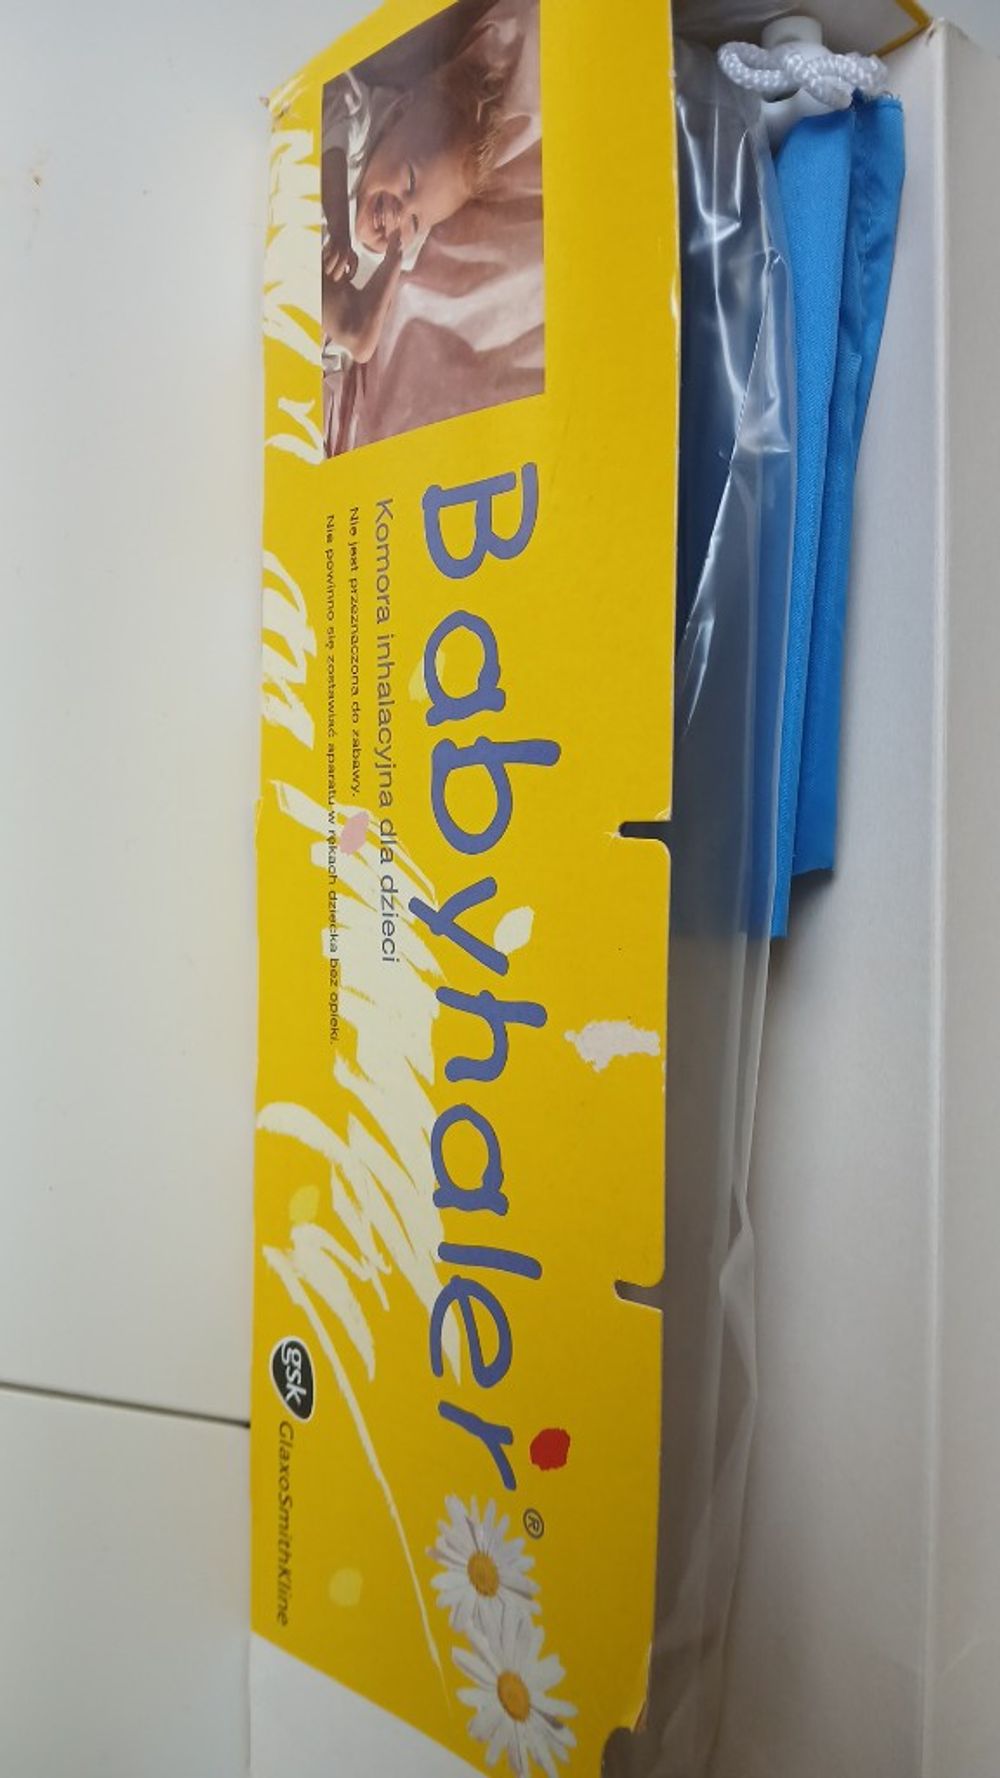 Babyhaler®
Komora inhalacyjna dla dzieci
Nie jest przeznaczona do zabawy.
Nie powinno się zostawiać aparatu w rękach dziecka bez opieki.
gsk GlaxoSmithKline